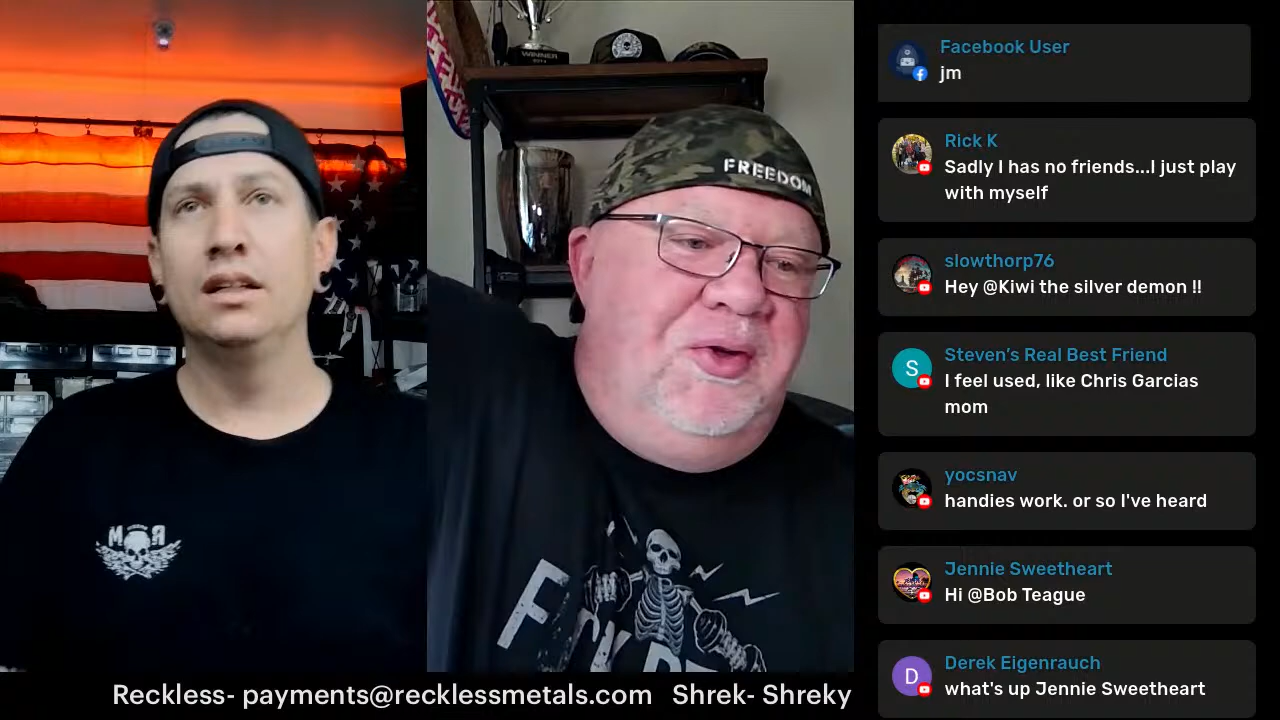 WINNER
FREEDOM
M R
F CK
Facebook User
jm
Rick K
Sadly I has no friends...I just play
with myself
slowthorp76
Hey @Kiwi the silver demon !!
Steven's Real Best Friend
I feel used, like Chris Garcias
mom
yocsnav
handies work. or so I've heard
Jennie Sweetheart
Hi @Bob Teague
Derek Eigenrauch
what's up Jennie Sweetheart
Reckless- payments@recklessmetals.com Shrek- Shreky